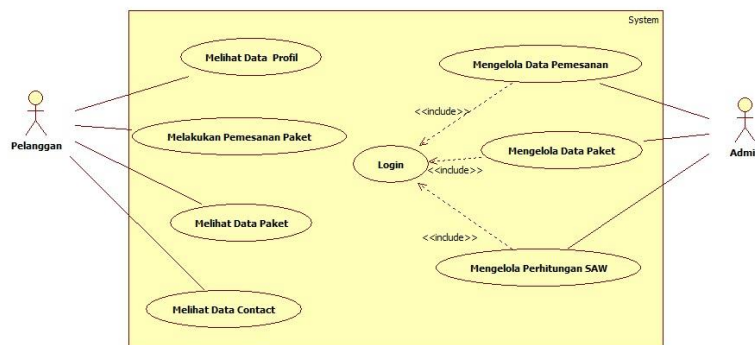 System
Melihat Data Profil
Mengelola Data Pemesanan
<<include>>
Pelanggan
Melakukan Pemesanan Paket
Login
Mengelola Data Paket
Admi
<<include>>
Melihat Data Paket
<<include>>
Mengelola Perhitungan SAW
Melihat Data Contact